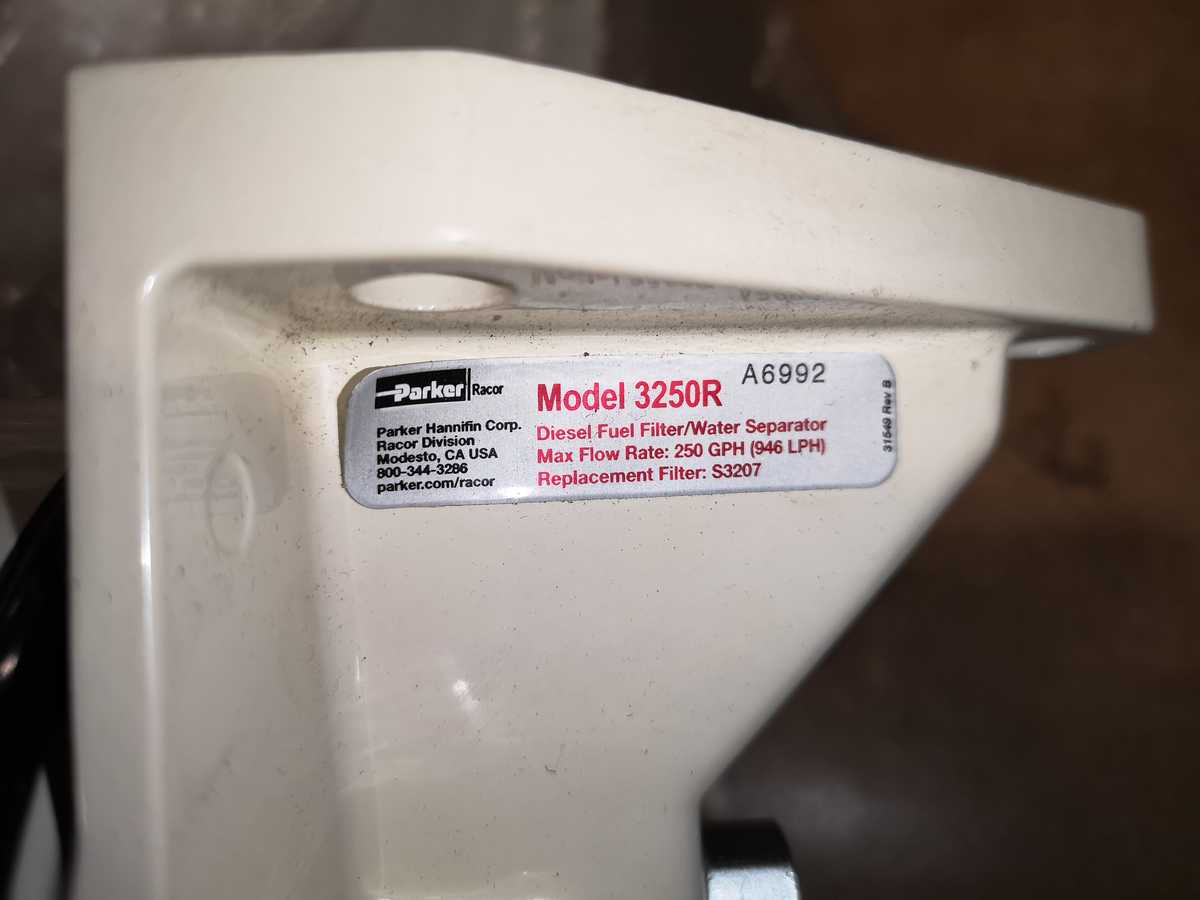 Parker Racor
Parker Hannifin Corp.
Racor Division
Modesto, CA USA
800-344-3286
parker.com/racor
Model 3250R
A6992
Diesel Fuel Filter/Water Separator
Max Flow Rate: 250 GPH (946 LPH)
Replacement Filter: S3207
31549 Rev B